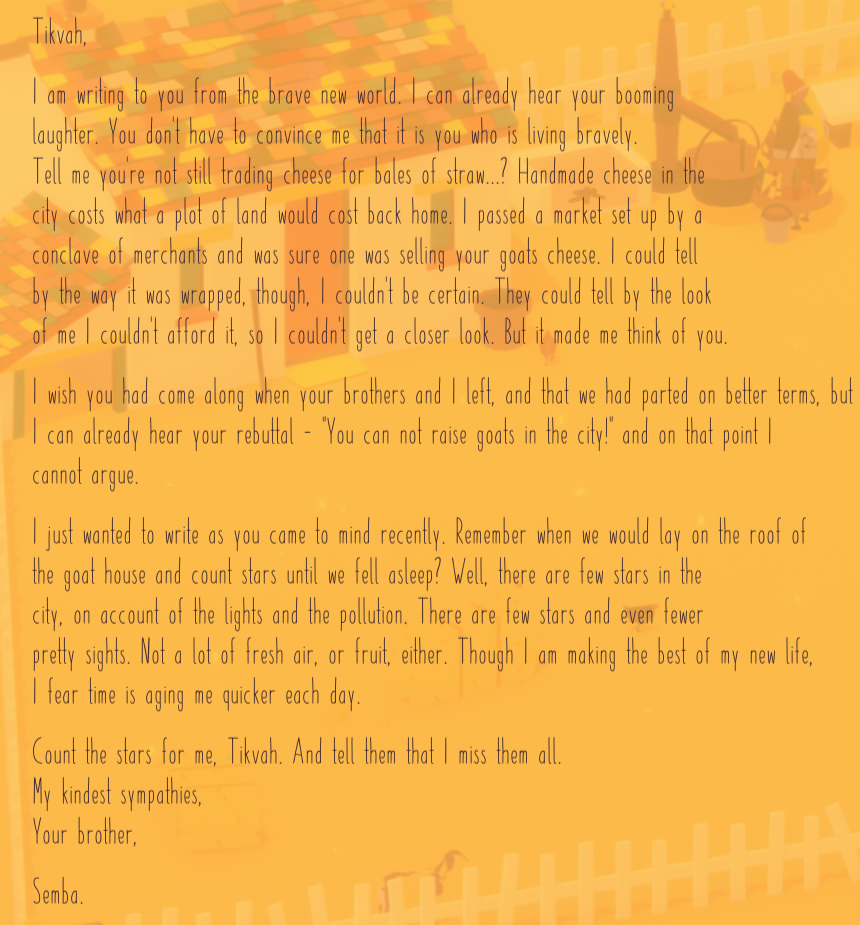 Tikvah,
I am writing to you from the brave new world. I can already hear your booming
laughter. You don't have to convince me that it is you who is living bravely.
Tell me you're not still trading cheese for bales of straw...? Handmade cheese in the
city costs what a plot of land would cost back home. I passed a market set up by a
conclave of merchants and was sure one was selling your goats cheese. I could tell
by the way it was wrapped, though, I couldn't be certain. They could tell by the look
of me I couldn't afford it, so I couldn't get a closer look. But it made me think of you.
I wish you had come along when your brothers and I left, and that we had parted on better terms, but
I can already hear your rebuttal - "You can not raise goats in the city!" and on that point I
cannot argue.
I just wanted to write as you came to mind recently. Remember when we would lay on the roof of
the goat house and count stars until we fell asleep? Well, there are few stars in the
city, on account of the lights and the pollution. There are few stars and even fewer
pretty sights. Not a lot of fresh air, or fruit, either. Though I am making the best of my new life,
I fear time is aging me quicker each day.
Count the stars for me, Tikvah. And tell them that I miss them all.
My kindest sympathies,
Your brother,
Semba.